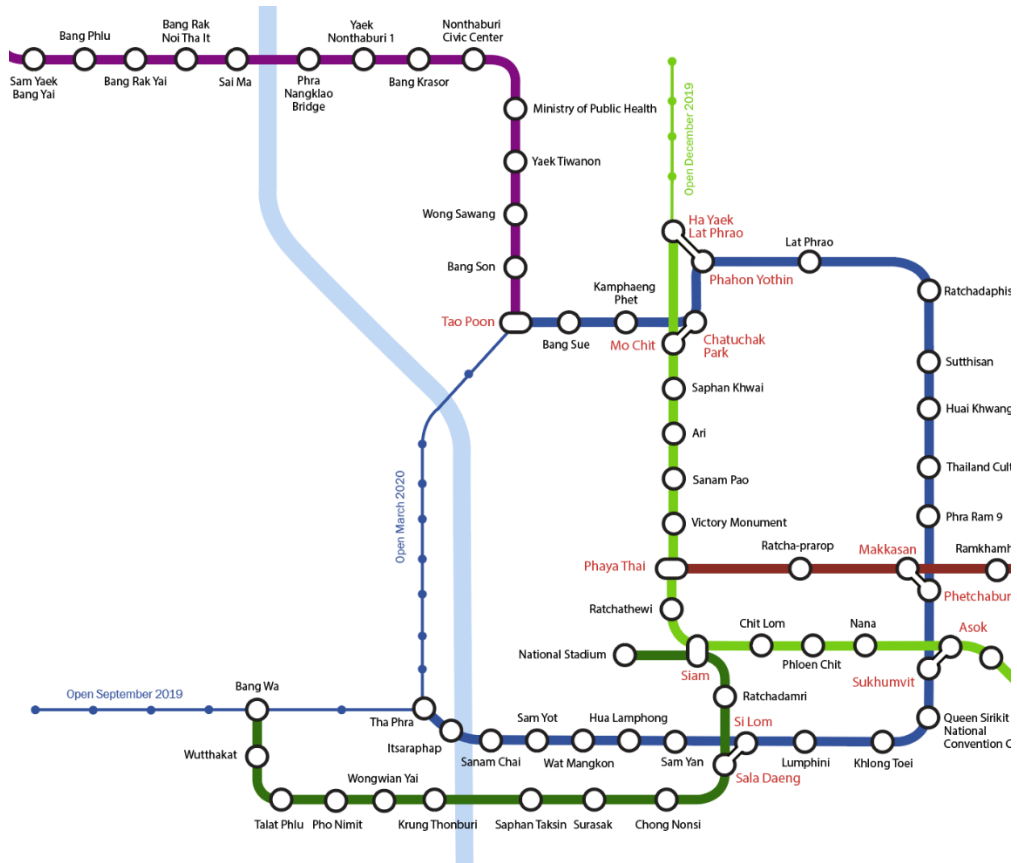 Bang Phlu
Bang Rak
Noi Tha It
Yaek
Nonthaburi 1
Nonthaburi
Civic Center
Sam Yaek
Bang Yai
Bang Rak Yai
Sai Ma
Phra
Nangklao
Bridge
Bang Krasor
Ministry of Public Health
Open December 2019
Yaek Tiwanon
Wong Sawang
Ha Yaek
Lat Phrao
Lat Phrao
Bang Son
Phahon Yothin
Kamphaeng
Phet
Ratchadaphis
Tao Poon
Bang Sue
Mo Chit
Chatuchak
Park
Sutthisan
Saphan Khwai
Huai Khwang
Ari
Thailand Cult
Sanam Pao
Open March 2020
Phra Ram 9
Victory Monument
Ratcha-prarop
Makkasan
Ramkhamh
Phaya Thai
Phetchabur
Ratchathewi
Chit Lom
Nana
Asok
National Stadium
Phloen Chit
Siam
Sukhumvit
Bang Wa
Open September 2019
Ratchadamri
Tha Phra
Sam Yot
Hua Lamphong
Si Lom
Queen Sirikit
National
Convention C
Itsaraphap
Wutthakat
Sanam Chai
Wat Mangkon
Sam Yan
Lumphini
Khlong Toei
Wongwian Yai
Sala Daeng
Talat Phlu
Pho Nimit
Krung Thonburi
Saphan Taksin
Surasak
Chong Nonsi